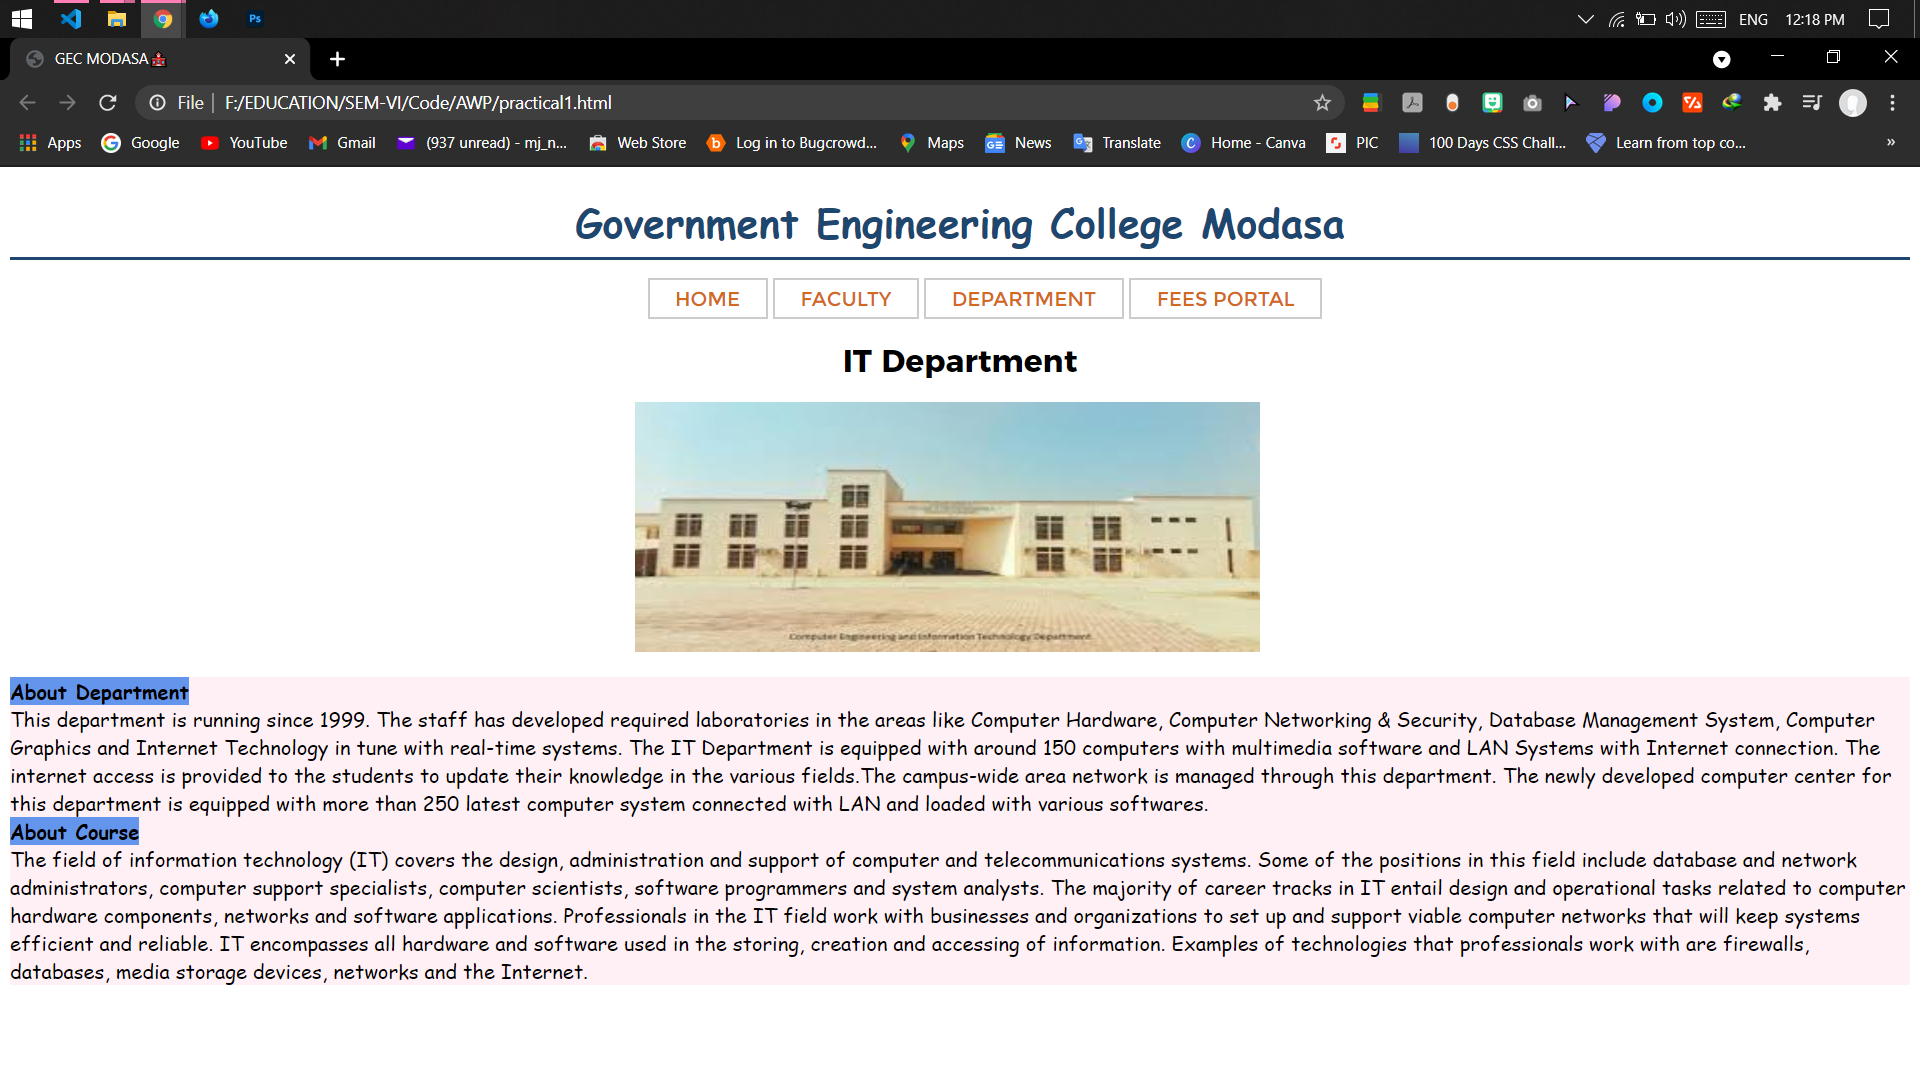 Ps
ENG
12:18 PM
GEC MODASA
File
F:/EDUCATION/SEM-VI/Code/AWP/practical1.html
Apps
Google
YouTube
Gmail
(937 unread) - mj_n...
Web Store
Log in to Bugcrowd...
Maps
News
Translate
Home - Canva
PIC
100 Days CSS Chall...
Learn from top co...
»
Government Engineering College Modasa
HOME
FACULTY
DEPARTMENT
FEES PORTAL
IT Department
Computer Engineering and Information Technology Department
About Department
This department is running since 1999. The staff has developed required laboratories in the areas like Computer Hardware, Computer Networking & Security, Database Management System, Computer
Graphics and Internet Technology in tune with real-time systems. The IT Department is equipped with around 150 computers with multimedia software and LAN Systems with Internet connection. The
internet access is provided to the students to update their knowledge in the various fields.The campus-wide area network is managed through this department. The newly developed computer center for
this department is equipped with more than 250 latest computer system connected with LAN and loaded with various softwares.
About Course
The field of information technology (IT) covers the design, administration and support of computer and telecommunications systems. Some of the positions in this field include database and network
administrators, computer support specialists, computer scientists, software programmers and system analysts. The majority of career tracks in IT entail design and operational tasks related to computer
hardware components, networks and software applications. Professionals in the IT field work with businesses and organizations to set up and support viable computer networks that will keep systems
efficient and reliable. IT encompasses all hardware and software used in the storing, creation and accessing of information. Examples of technologies that professionals work with are firewalls,
databases, media storage devices, networks and the Internet.